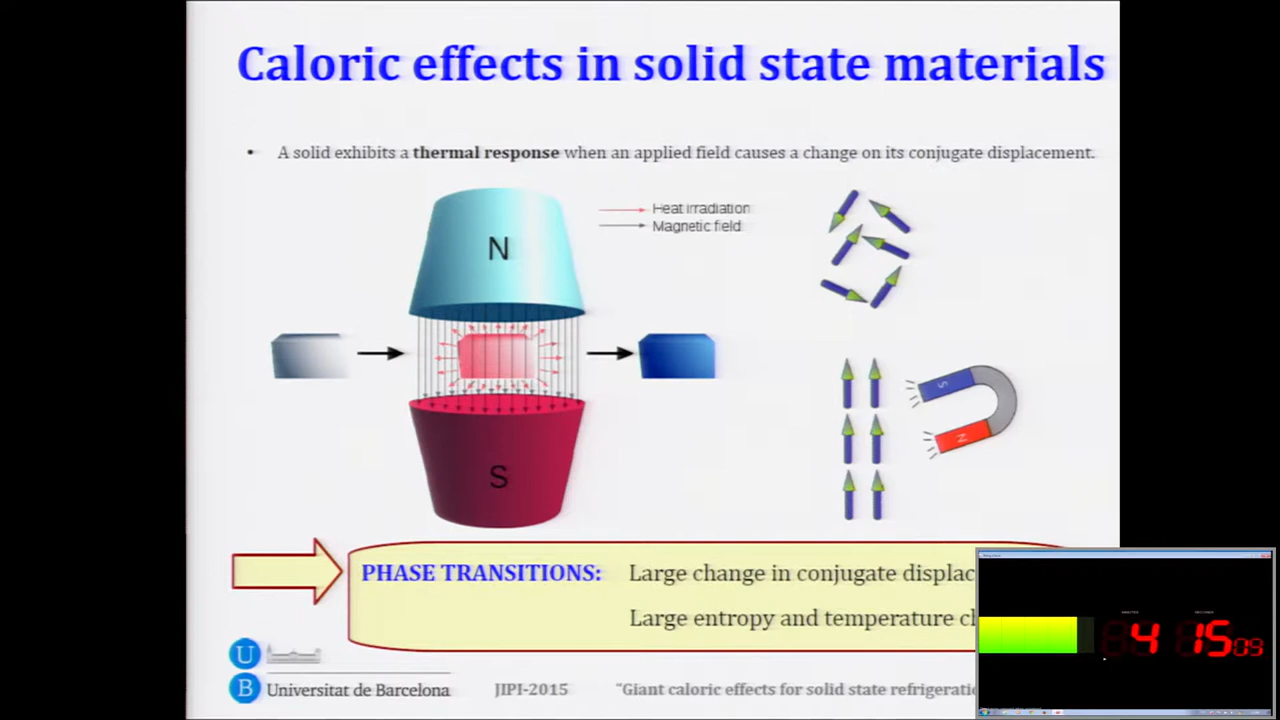 Caloric effects in solid state materials
• A solid exhibits a thermal response when an applied field causes a change on its conjugate displacement.
N
Heat irradiation
Magnetic field
S
S
N
PHASE TRANSITIONS: Large change in conjugate displac
Large entropy and temperature c
U
B Universitat de Barcelona
JIPI-2015
"Giant caloric effects for solid state refrigerati
4 15 09